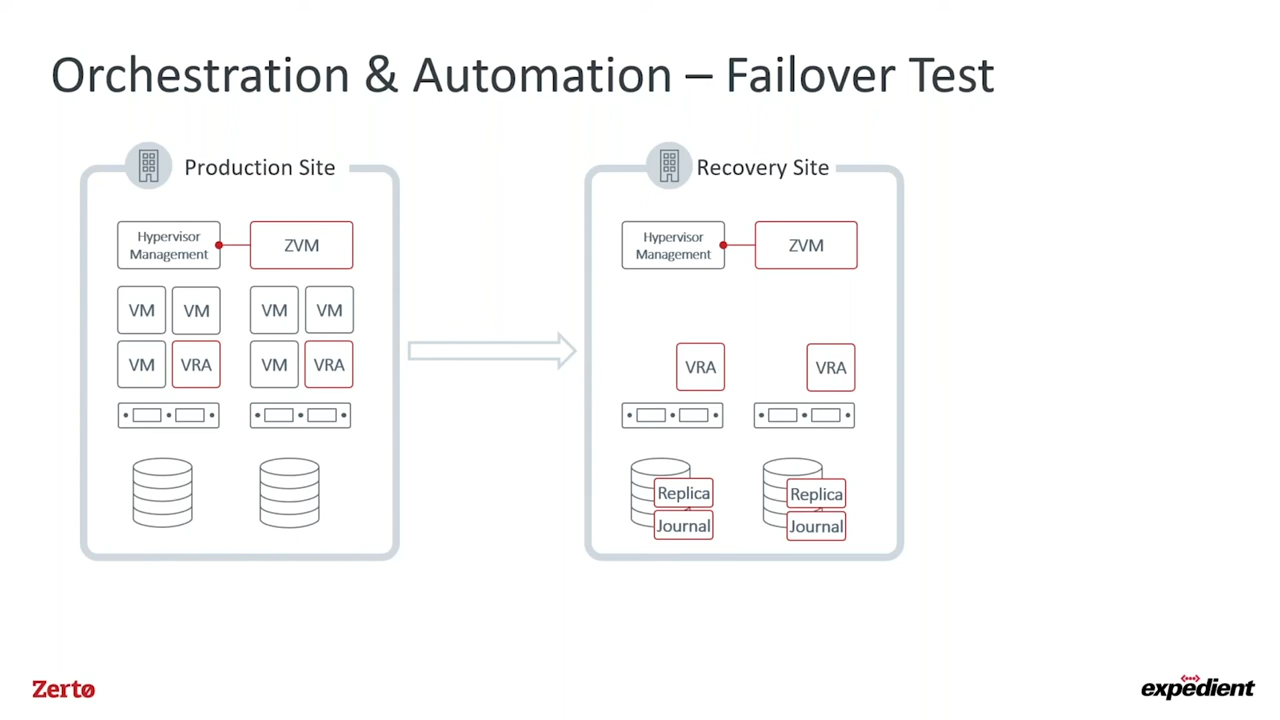 Orchestration & Automation – Failover Test
Production Site
Hypervisor
Management
ZVM
VM
VM
VM
VM
VM
VRA
VM
VRA
Recovery Site
Hypervisor
Management
ZVM
VRA
VRA
Replica
Journal
Replica
Journal
Zerto
expedient